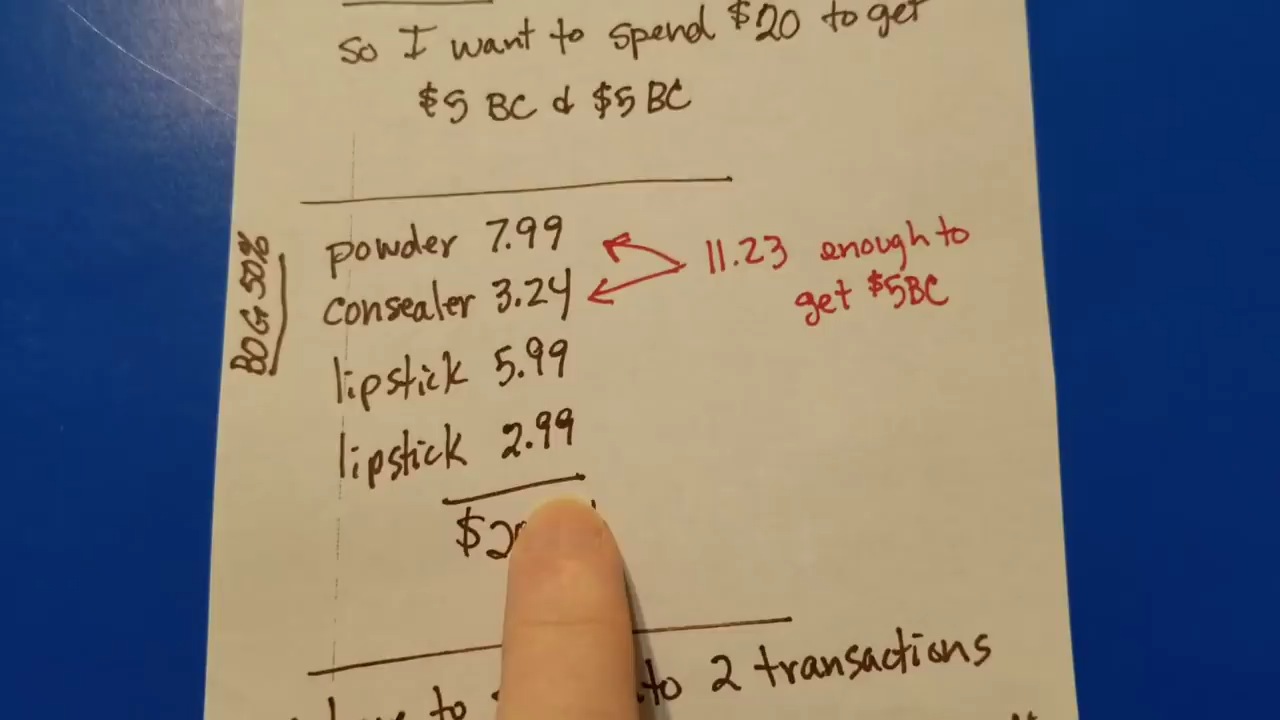 so I want to spend $20 to get
$5 BC & $5 BC
BOG 50%
powder 7.99
consealer 3.24
11.23 enough to
get $5BC
lipstick 5.99
lipstick 2.99
to 2 transactions